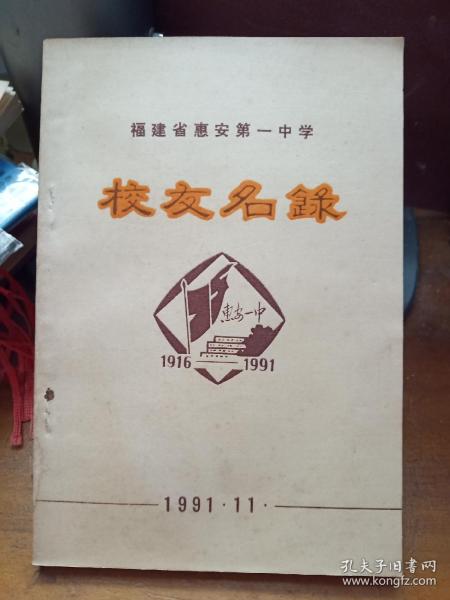 福建省惠安第一中学
校友名錄
惠安一中
1916 — 1991
1991·11·
孔夫子旧书网
www.kongfz.com